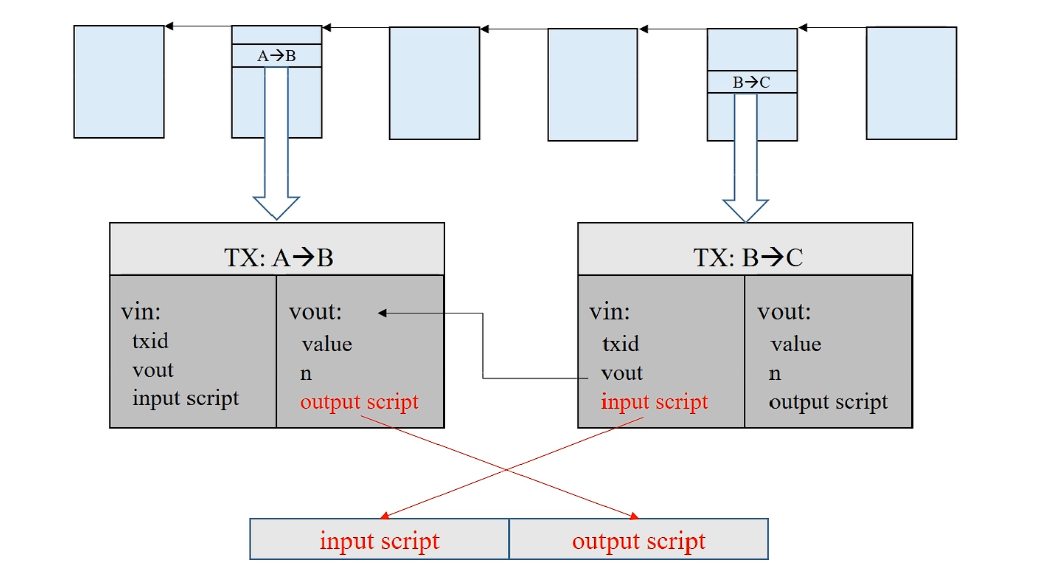 A→B
B→C
TX: A→B
vin:
txid
vout
input script
vout:
value
n
output script
TX: B→C
vin:
txid
vout
input script
vout:
value
n
output script
input script
output script